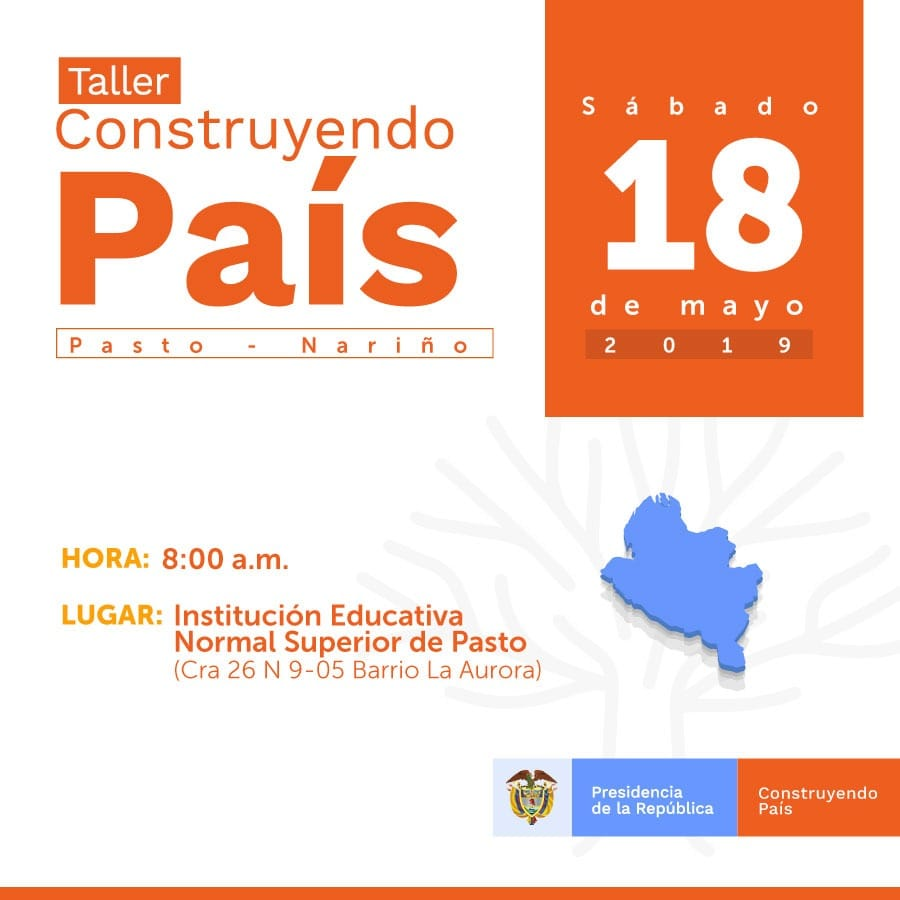 Taller
Construyendo
País
Pasto - Nariño
Sábado
18
de mayo
2019
HORA: 8:00 a.m.
LUGAR: Institución Educativa
Normal Superior de Pasto
(Cra 26 N 9-05 Barrio La Aurora)
Presidencia
de la República
Construyendo
País